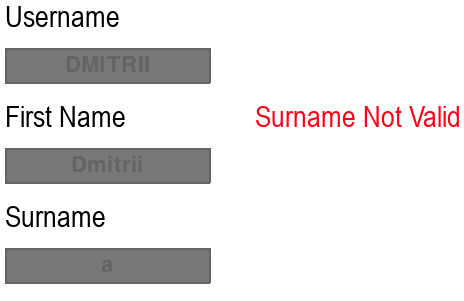 Username
DMITRII
First Name
Surname Not Valid
Dmitrii
Surname
a